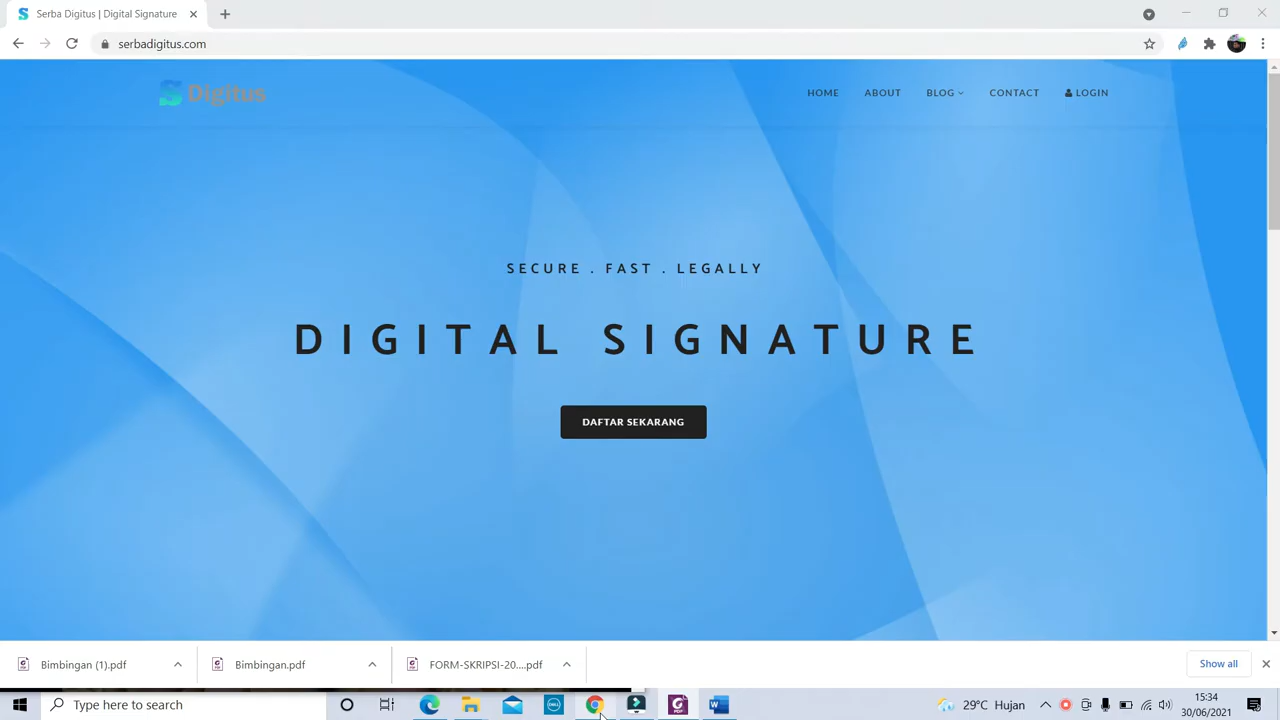 Serba Digitus | Digital Signature
serbadigitus.com
S Digitus
HOME
ABOUT
BLOG
CONTACT
LOGIN
SECURE . FAST . LEGALLY
DIGITAL SIGNATURE
DAFTAR SEKARANG
Bimbingan (1).pdf
Bimbingan.pdf
FORM-SKRIPSI-20....pdf
Show all
Type here to search
DELL
PDF
29°C Hujan
15:34
30/06/2021